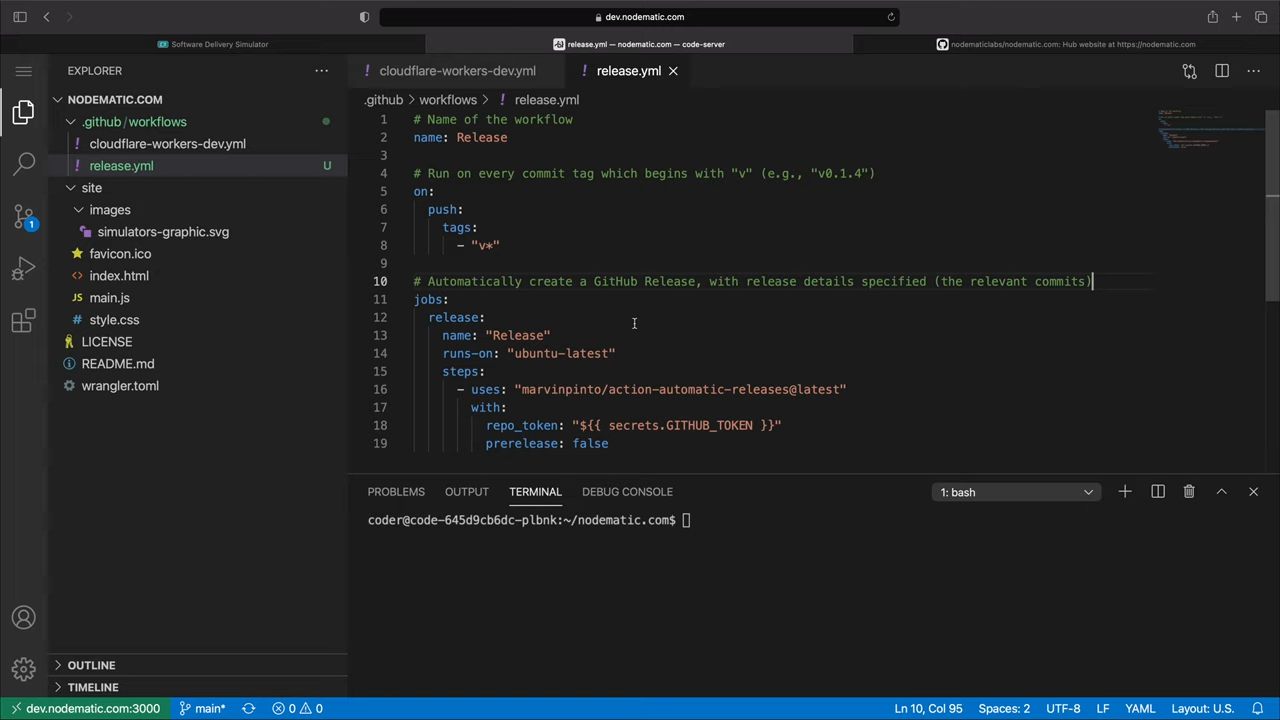 dev.nodematic.com
Software Delivery Simulator
release.yml — nodematic.com — code-server
nodematiclabs/nodematic.com: Hub website at https://nodematic.com
EXPLORER
NODEMATIC.COM
.github/workflows
! cloudflare-workers-dev.yml
! release.yml U
site
images
simulators-graphic.svg
favicon.ico
index.html
main.js
style.css
LICENSE
README.md
wrangler.toml
OUTLINE
TIMELINE
1
! cloudflare-workers-dev.yml
! release.yml
.github > workflows > ! release.yml
1 # Name of the workflow
2 name: Release
3
4 # Run on every commit tag which begins with "v" (e.g., "v0.1.4")
5 on:
6 push:
7 tags:
8 - "v*"
9
10 # Automatically create a GitHub Release, with release details specified (the relevant commits)
11 jobs:
12 release:
13 name: "Release"
14 runs-on: "ubuntu-latest"
15 steps:
16 - uses: "marvinpinto/action-automatic-releases@latest"
17 with:
18 repo_token: "${{ secrets.GITHUB_TOKEN }}"
19 prerelease: false
PROBLEMS OUTPUT TERMINAL DEBUG CONSOLE 1: bash
coder@code-645d9cb6dc-plbnk:~/nodematic.com$
dev.nodematic.com:3000 main* 0 0 Ln 10, Col 95 Spaces: 2 UTF-8 LF YAML Layout: U.S.